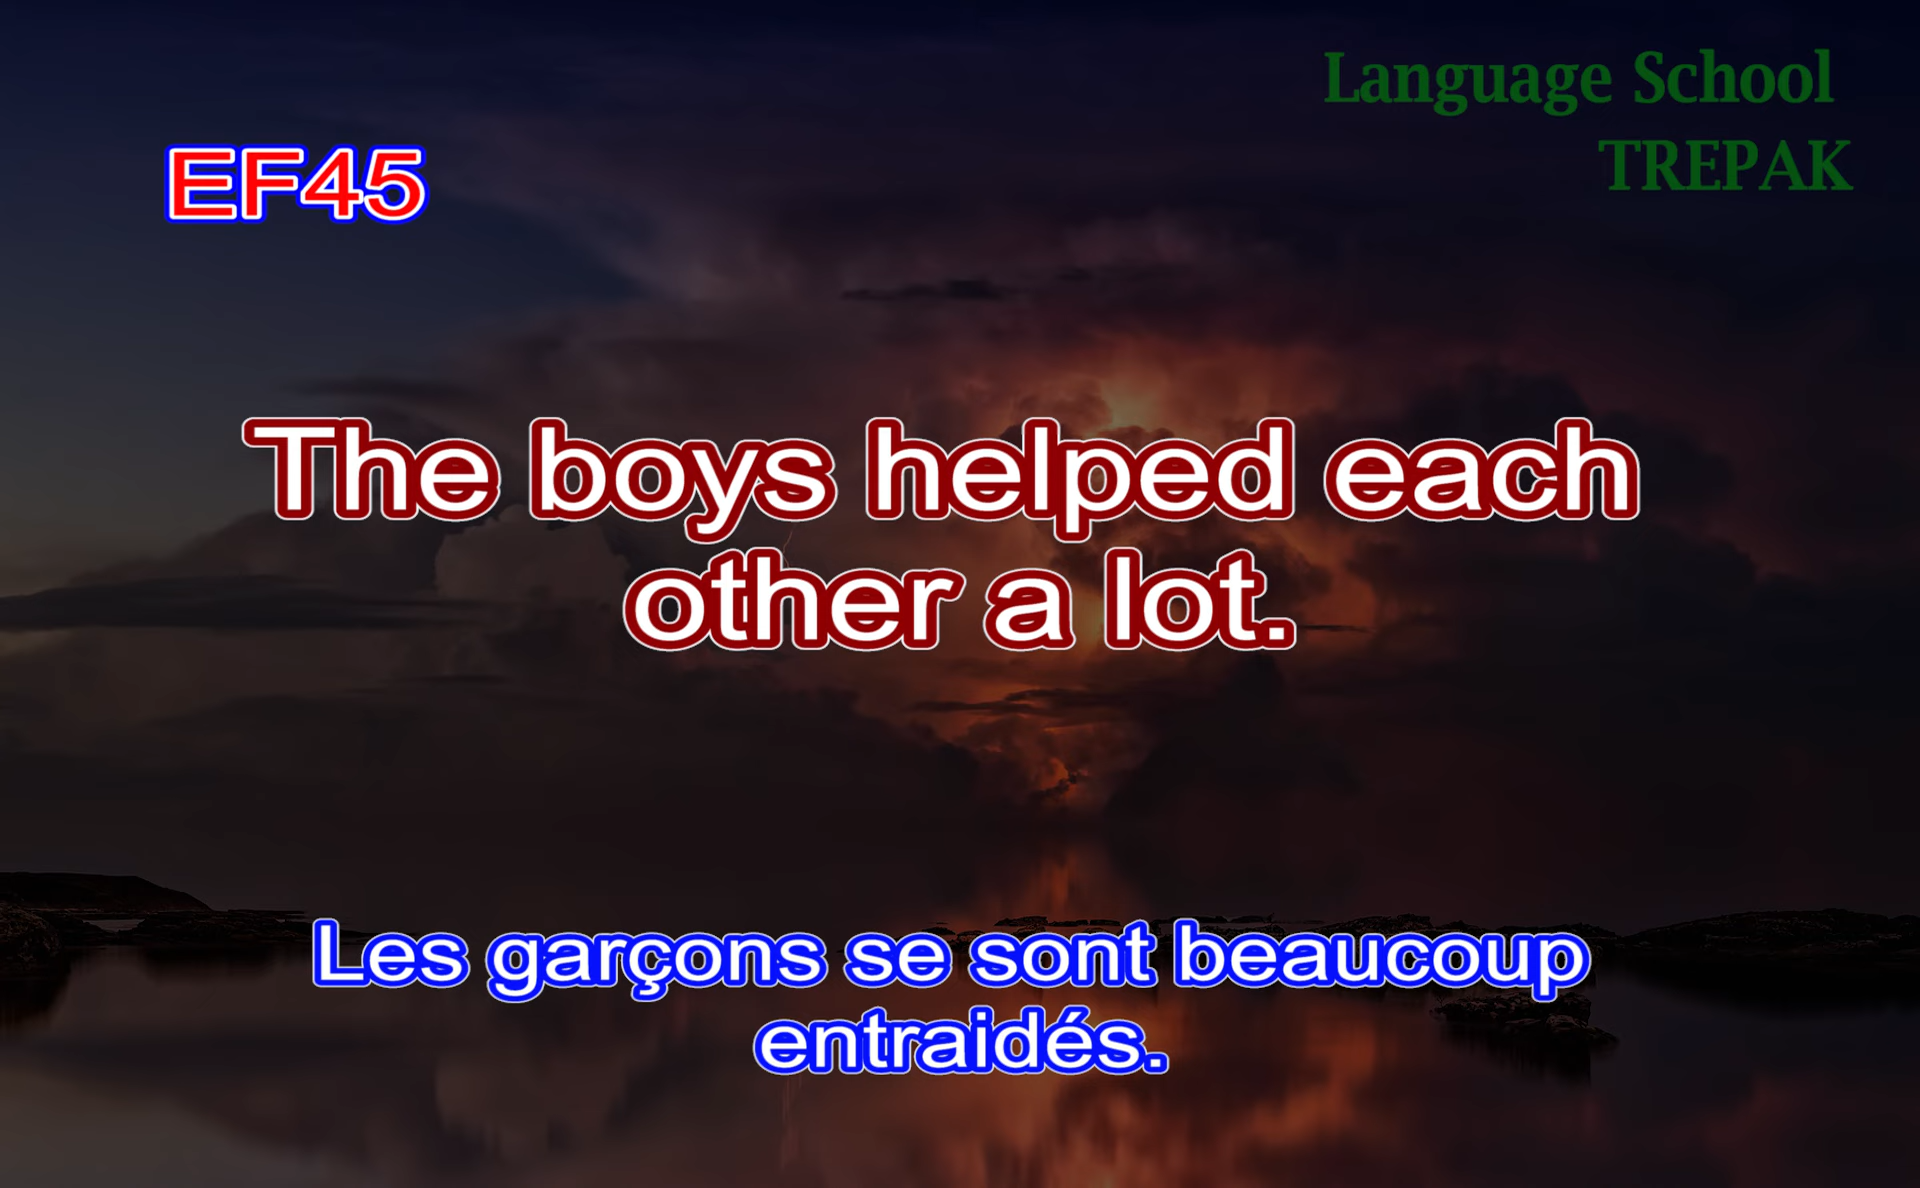 Language School
TREPAK
EF45
The boys helped each
other a lot.
Les garçons se sont beaucoup
entraidés.